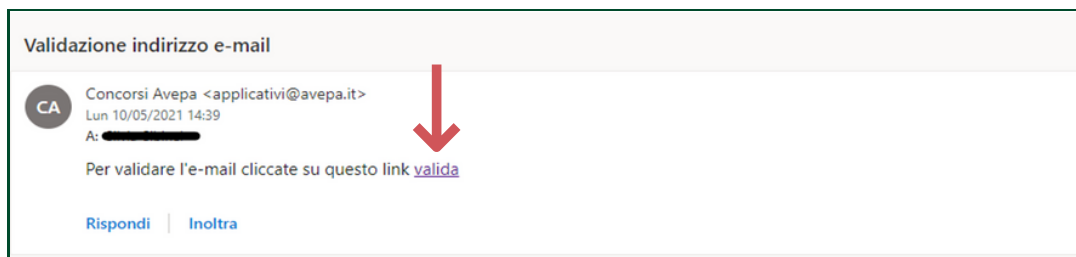 Validazione indirizzo e-mail
CA
Concorsi Avepa <applicativi@avepa.it>
Lun 10/05/2021 14:39
A:
Per validare l'e-mail cliccate su questo link valida
Rispondi Inoltra